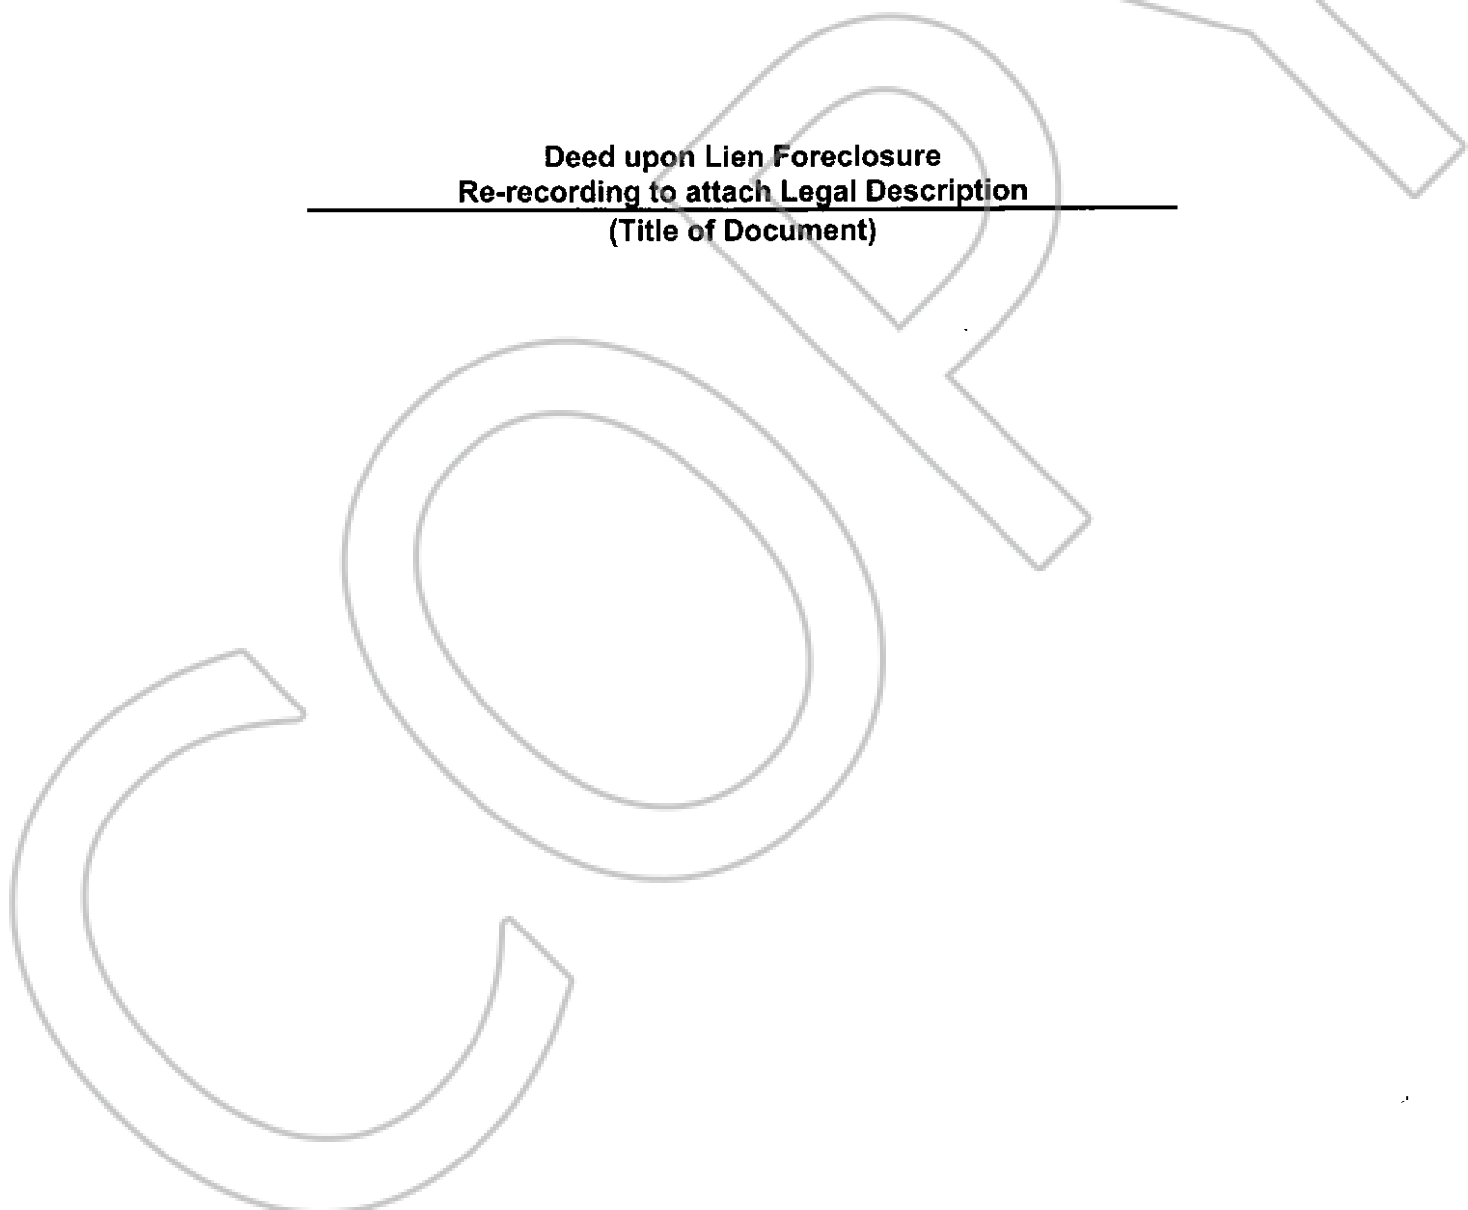 Deed upon Lien Foreclosure
Re-recording to attach Legal Description
(Title of Document)
COPY